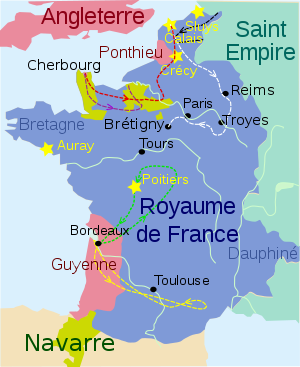 Angleterre
Sluys
Calais
Saint
Empire
Ponthieu
Crécy
Cherbourg
Reims
Paris
Bretagne
Brétigny
Troyes
Auray
Tours
Poitiers
Royaume
de France
Bordeaux
Dauphiné
Guyenne
Toulouse
Navarre